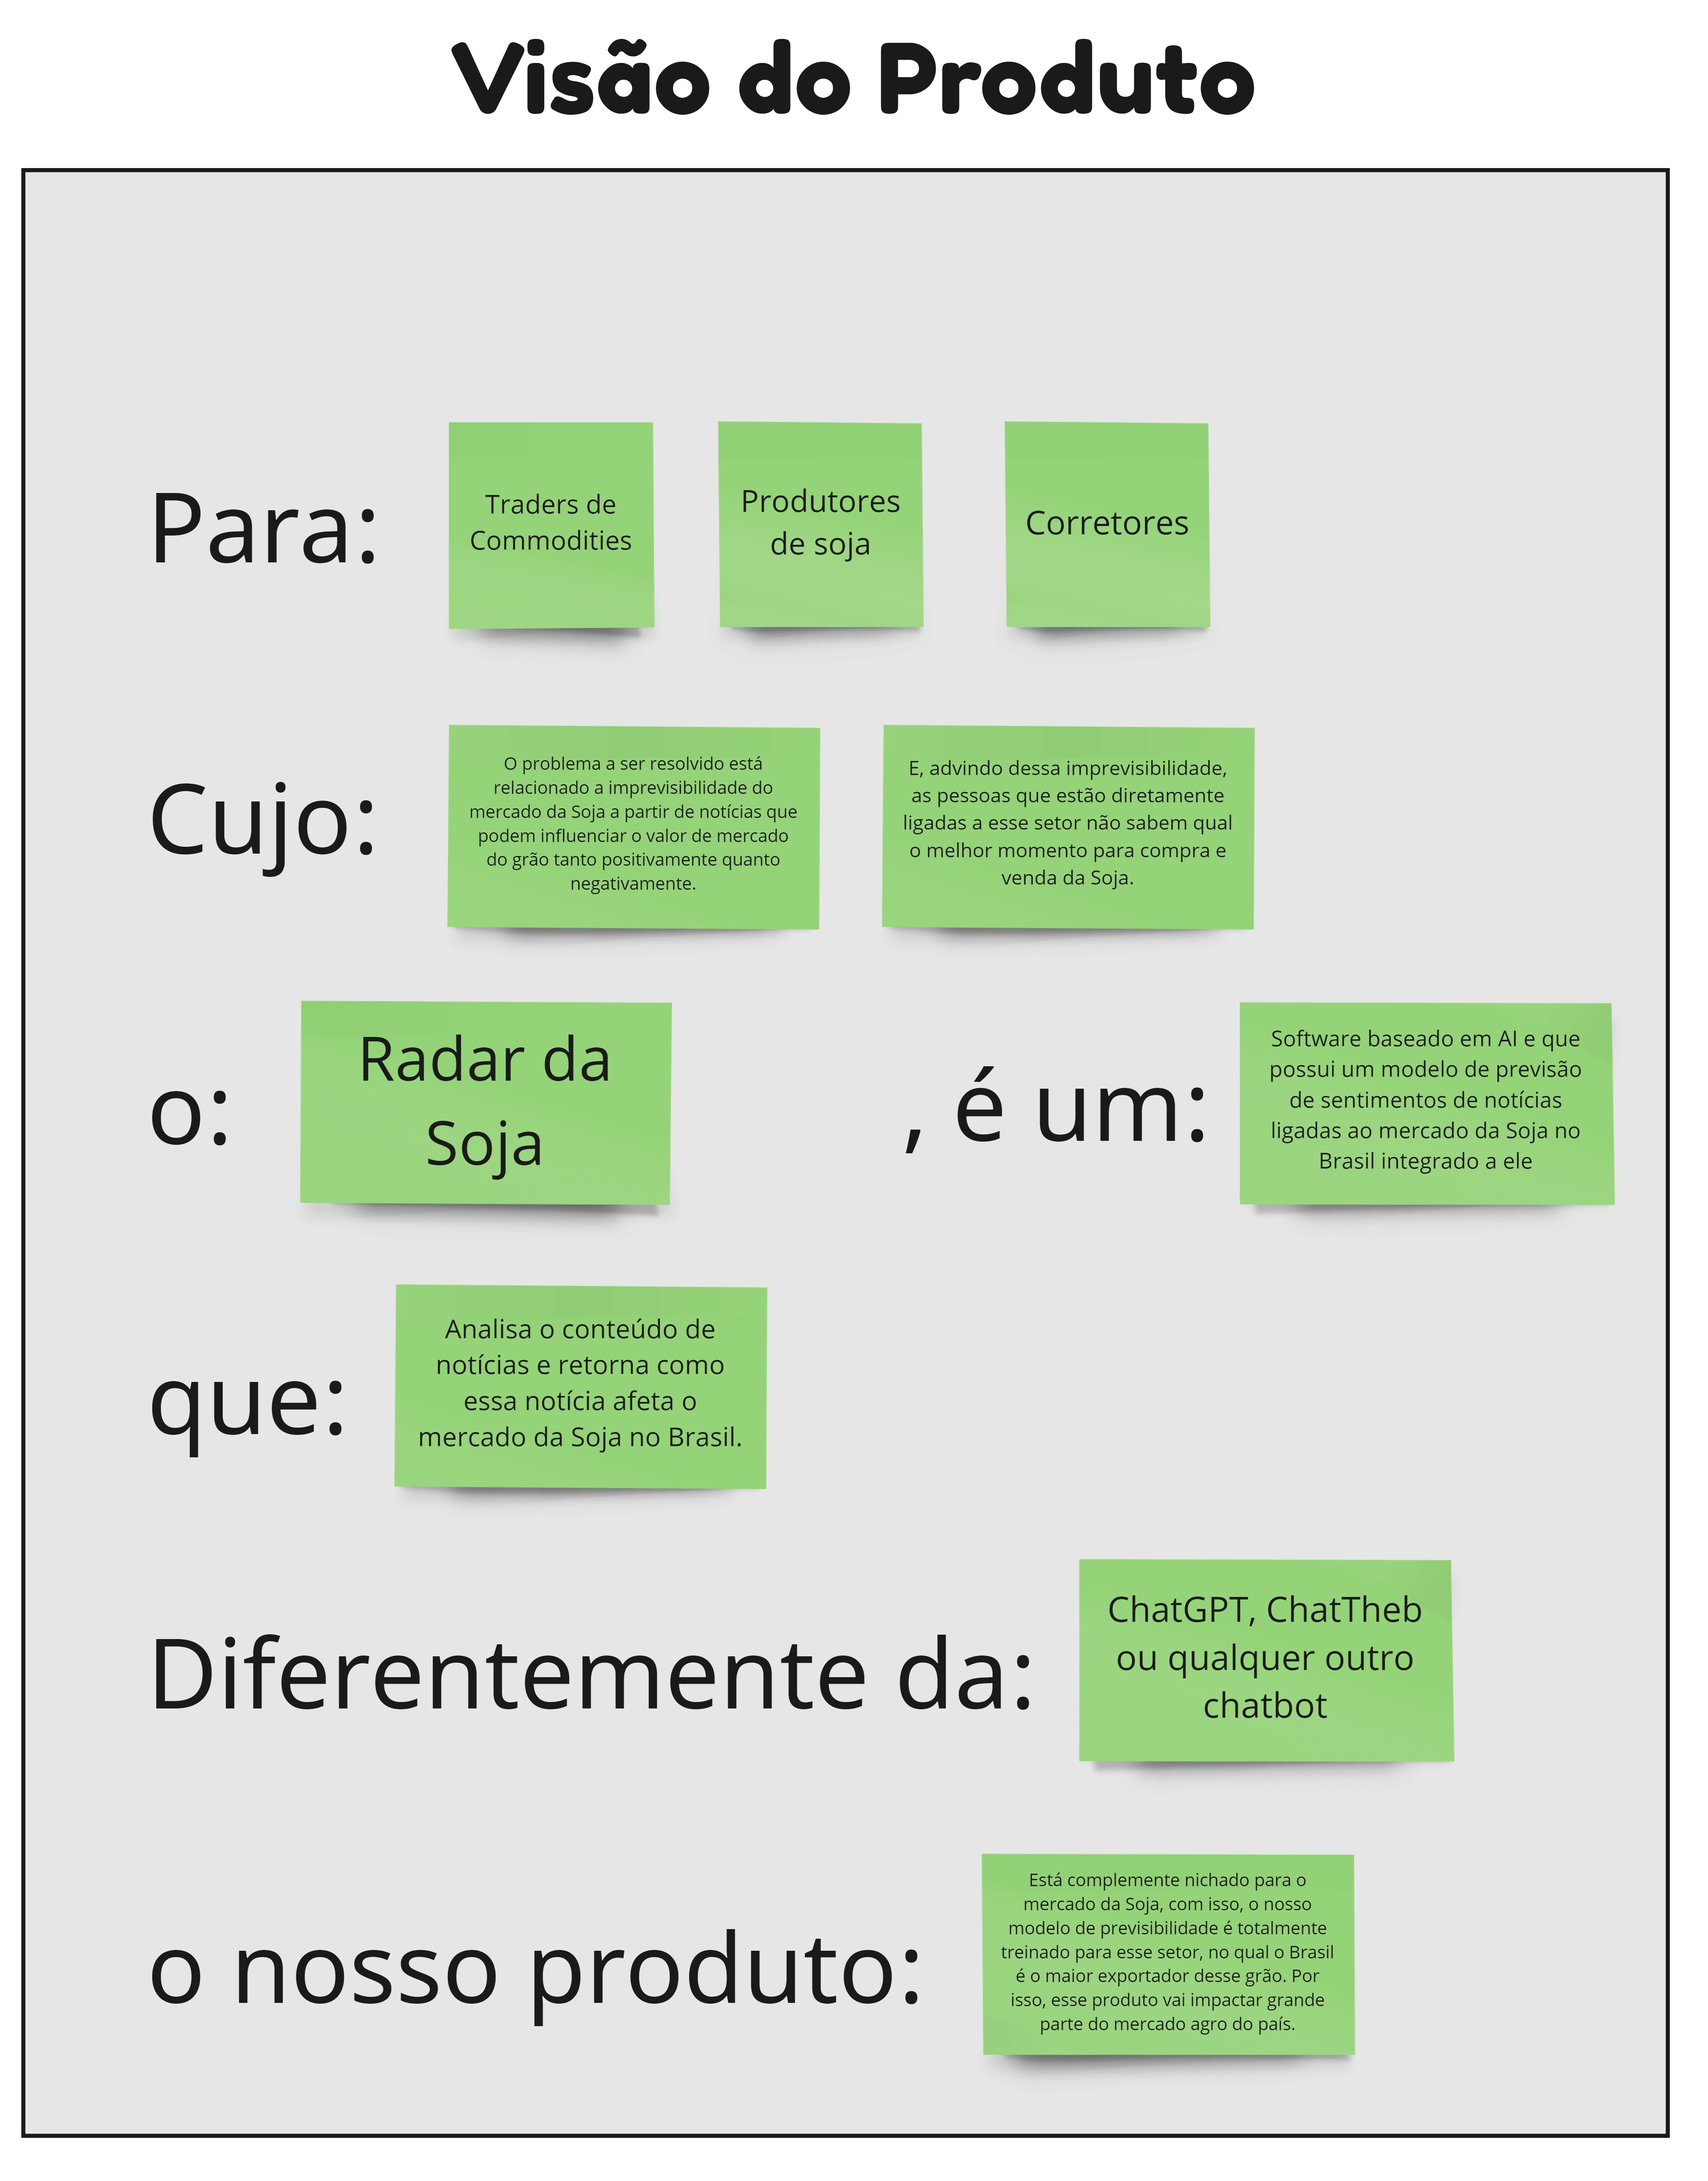 Visão do Produto
Para:
Traders de
Commodities
Produtores
de soja
Corretores
Cujo:
O problema a ser resolvido está
relacionado a imprevisibilidade do
mercado da Soja a partir de notícias que
podem influenciar o valor de mercado
do grão tanto positivamente quanto
negativamente.
E, advindo dessa imprevisibilidade,
as pessoas que estão diretamente
ligadas a esse setor não sabem qual
o melhor momento para compra e
venda da Soja.
o:
Radar da
Soja
, é um:
Software baseado em AI e que
possui um modelo de previsão
de sentimentos de notícias
ligadas ao mercado da Soja no
Brasil integrado a ele
que:
Analisa o conteúdo de
notícias e retorna como
essa notícia afeta o
mercado da Soja no Brasil.
Diferentemente da:
ChatGPT, ChatTheb
ou qualquer outro
chatbot
o nosso produto:
Está complemente nichado para o
mercado da Soja, com isso, o nosso
modelo de previsibilidade é totalmente
treinado para esse setor, no qual o Brasil
é o maior exportador desse grão. Por
isso, esse produto vai impactar grande
parte do mercado agro do país.